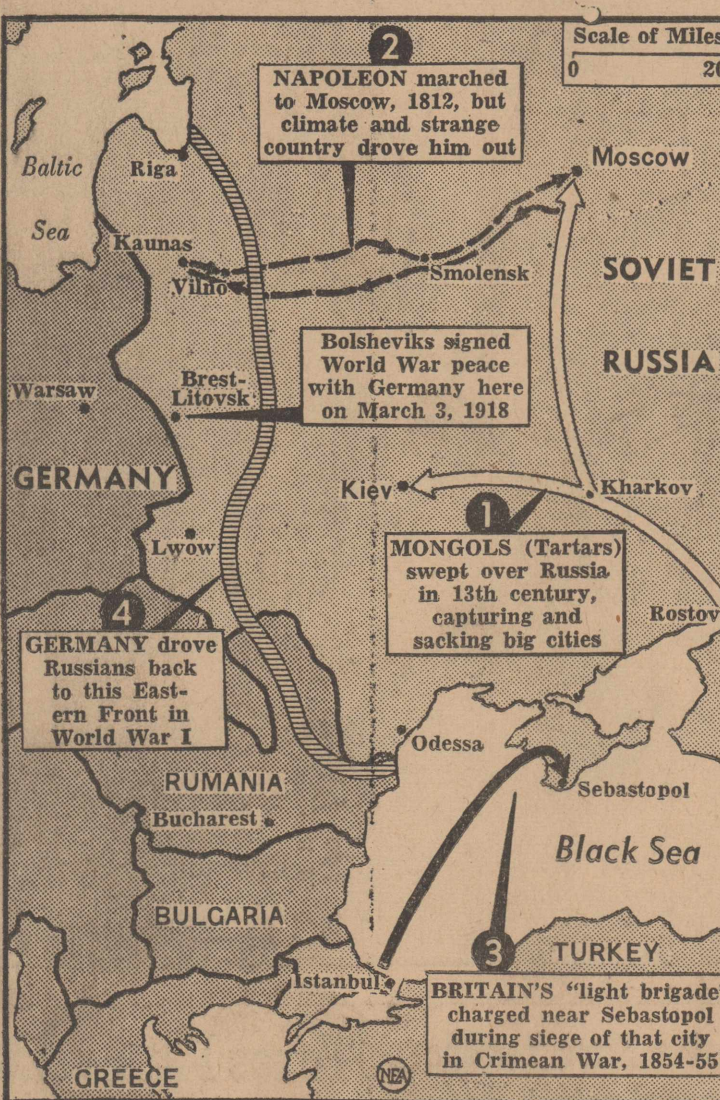 Scale of Miles
0 20
2
NAPOLEON marched
to Moscow, 1812, but
climate and strange
country drove him out
Baltic
Sea
Riga
Moscow
Kaunas
Vilno
Smolensk
SOVIET
RUSSIA
Bolsheviks signed
World War peace
with Germany here
on March 3, 1918
Warsaw
Brest-
Litovsk
GERMANY
Kiev
Kharkov
1
MONGOLS (Tartars)
swept over Russia
in 13th century,
capturing and
sacking big cities
Lwow
Rostov
4
GERMANY drove
Russians back
to this East-
ern Front in
World War I
Odessa
RUMANIA
Sebastopol
Bucharest
Black Sea
BULGARIA
3
TURKEY
Istanbul
BRITAIN'S “light brigade”
charged near Sebastopol
during siege of that city
in Crimean War, 1854-55
GREECE
NEA